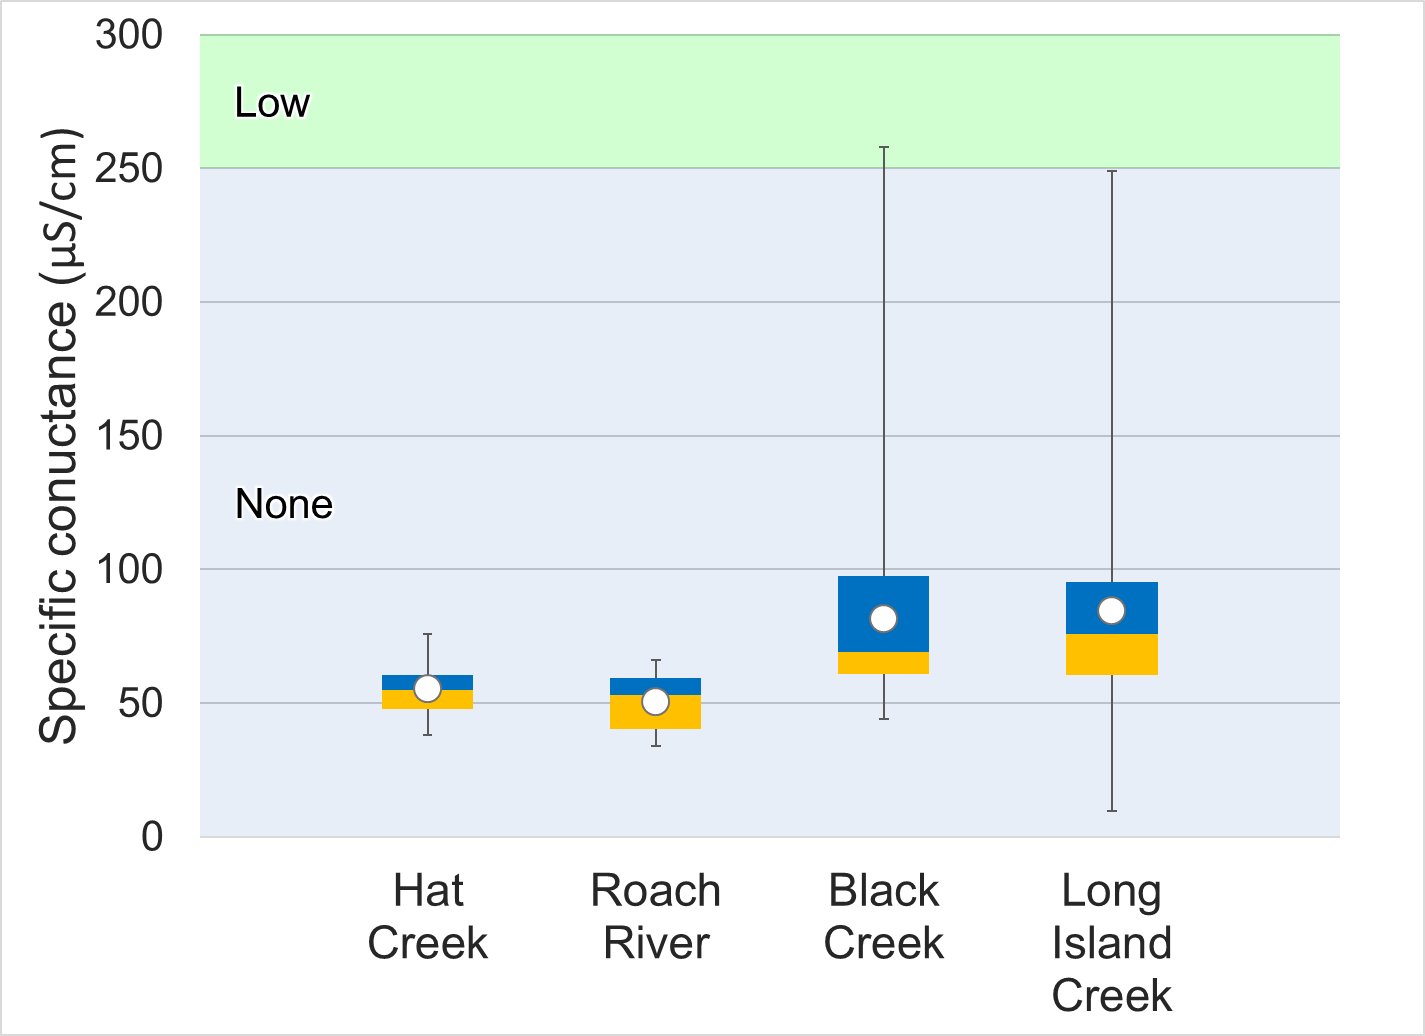 300
Low
250
200
150
None
100
50
0
Specific conuctance (µS/cm)
Hat
Creek
Roach
River
Black
Creek
Long
Island
Creek